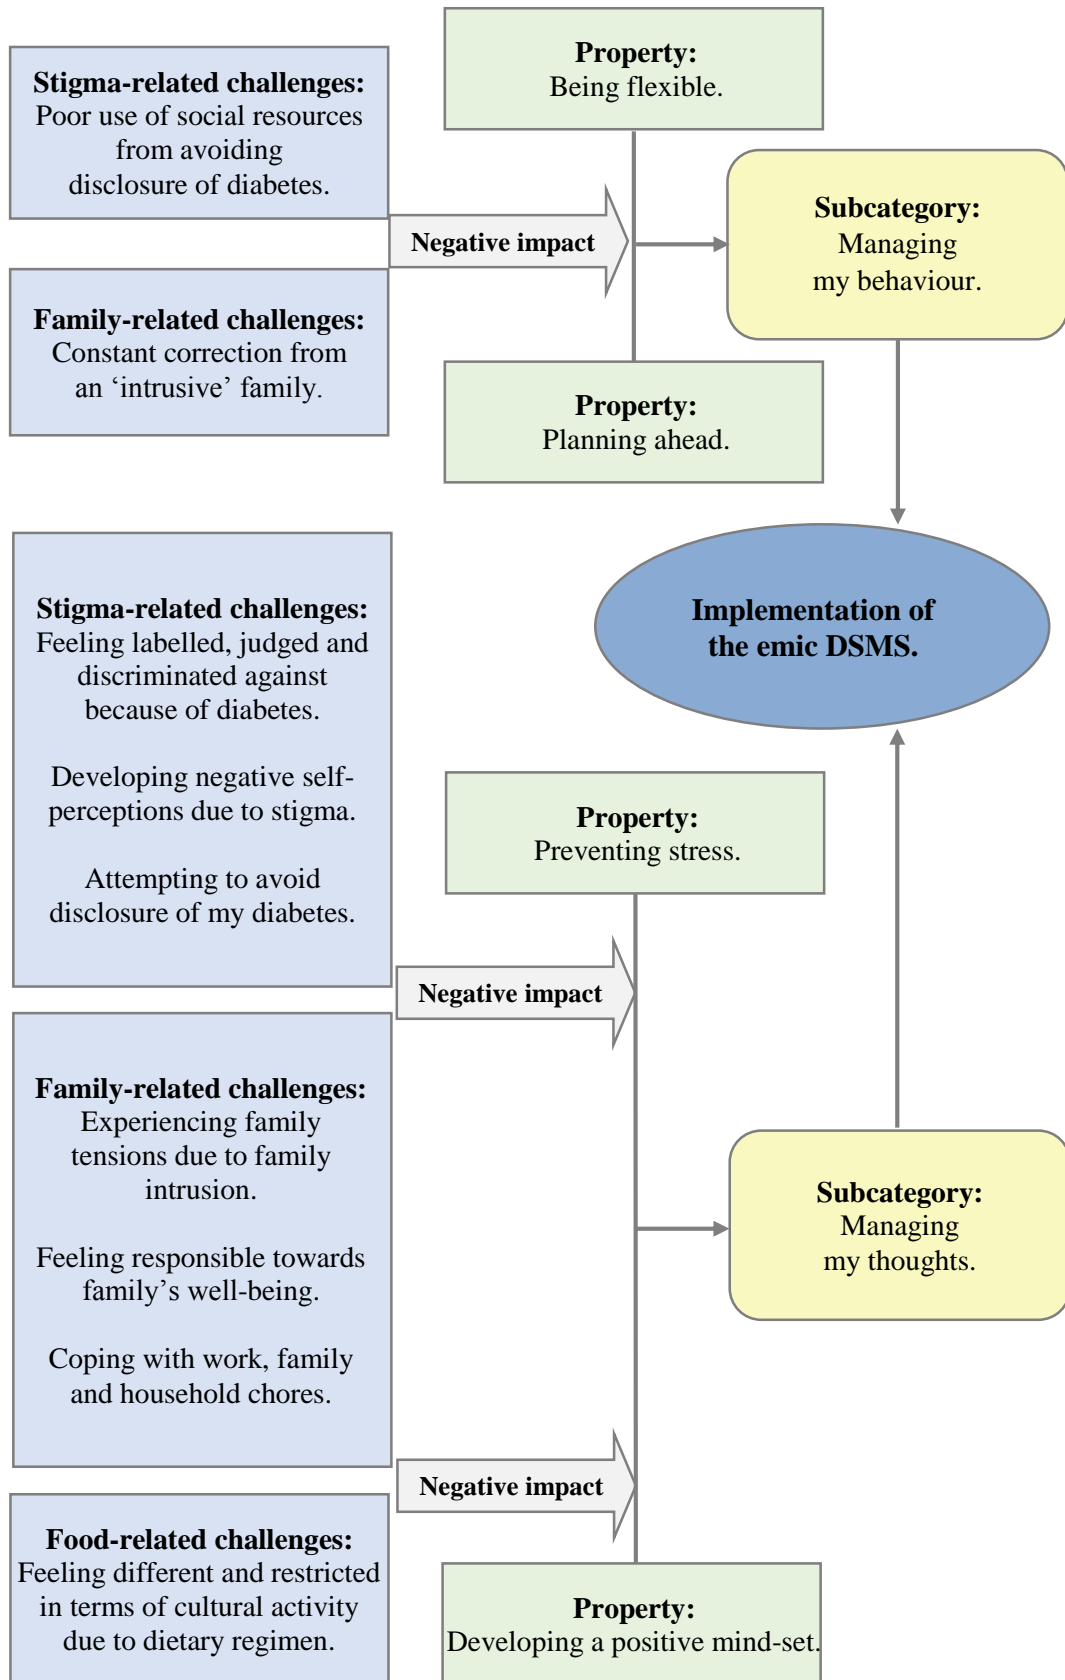 Property:
Being flexible.
Stigma-related challenges:
Poor use of social resources
from avoiding
disclosure of diabetes.
Negative impact
Subcategory:
Managing
my behaviour.
Family-related challenges:
Constant correction from
an ‘intrusive’ family.
Property:
Planning ahead.
Implementation of
the emic DSMS.
Stigma-related challenges:
Feeling labelled, judged and
discriminated against
because of diabetes.
Developing negative self-
perceptions due to stigma.
Attempting to avoid
disclosure of my diabetes.
Property:
Preventing stress.
Negative impact
Family-related challenges:
Experiencing family
tensions due to family
intrusion.
Feeling responsible towards
family’s well-being.
Coping with work, family
and household chores.
Subcategory:
Managing
my thoughts.
Negative impact
Food-related challenges:
Feeling different and restricted
in terms of cultural activity
due to dietary regimen.
Property:
Developing a positive mind-set.